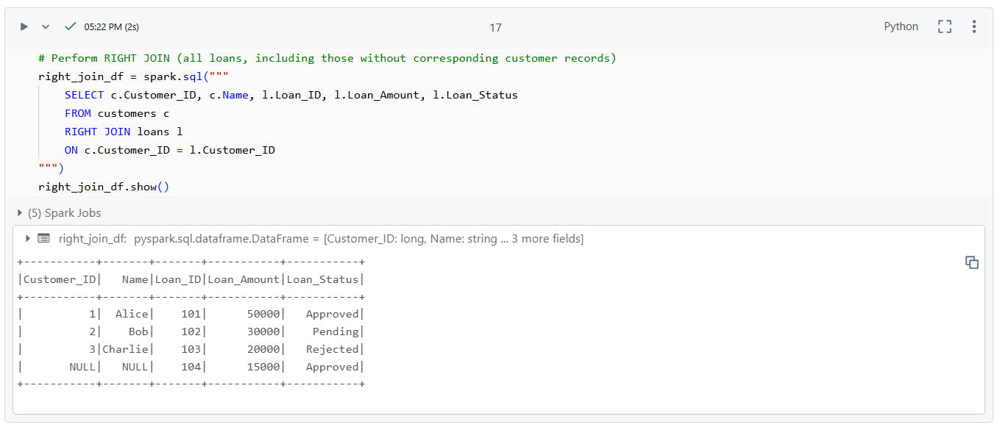 05:22 PM (2s) 17 Python
# Perform RIGHT JOIN (all loans, including those without corresponding customer records)
right_join_df = spark.sql("""
    SELECT c.Customer_ID, c.Name, l.Loan_ID, l.Loan_Amount, l.Loan_Status
    FROM customers c
    RIGHT JOIN loans l
    ON c.Customer_ID = l.Customer_ID
""")
right_join_df.show()
(5) Spark Jobs
right_join_df: pyspark.sql.dataframe.DataFrame = [Customer_ID: long, Name: string ... 3 more fields]
+-----------+-------+-------+-----------+-----------+
|Customer_ID|   Name|Loan_ID|Loan_Amount|Loan_Status|
+-----------+-------+-------+-----------+-----------+
|          1|  Alice|    101|      50000|   Approved|
|          2|    Bob|    102|      30000|    Pending|
|          3|Charlie|    103|      20000|   Rejected|
|       NULL|   NULL|    104|      15000|   Approved|
+-----------+-------+-------+-----------+-----------+